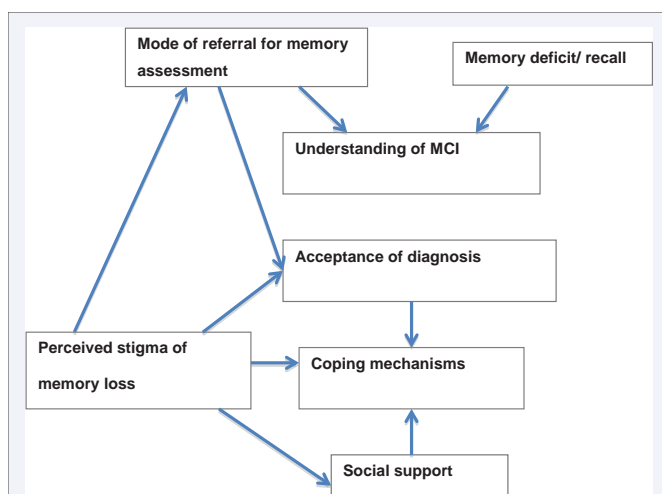 Mode of referral for memory
assessment
Memory deficit/ recall
Understanding of MCI
Acceptance of diagnosis
Perceived stigma of
memory loss
Coping mechanisms
Social support